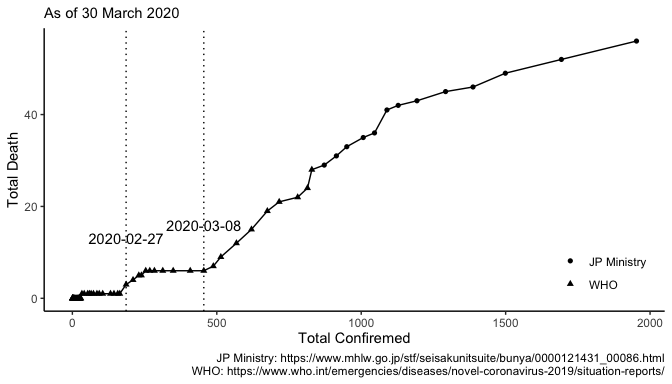 As of 30 March 2020
Total Death
40
20
0
2020-03-08
2020-02-27
JP Ministry
WHO
0
500
1000
1500
2000
Total Confiremed
JP Ministry: https://www.mhlw.go.jp/stf/seisakunitsuite/bunya/0000121431_00086.html
WHO: https://www.who.int/emergencies/diseases/novel-coronavirus-2019/situation-reports/